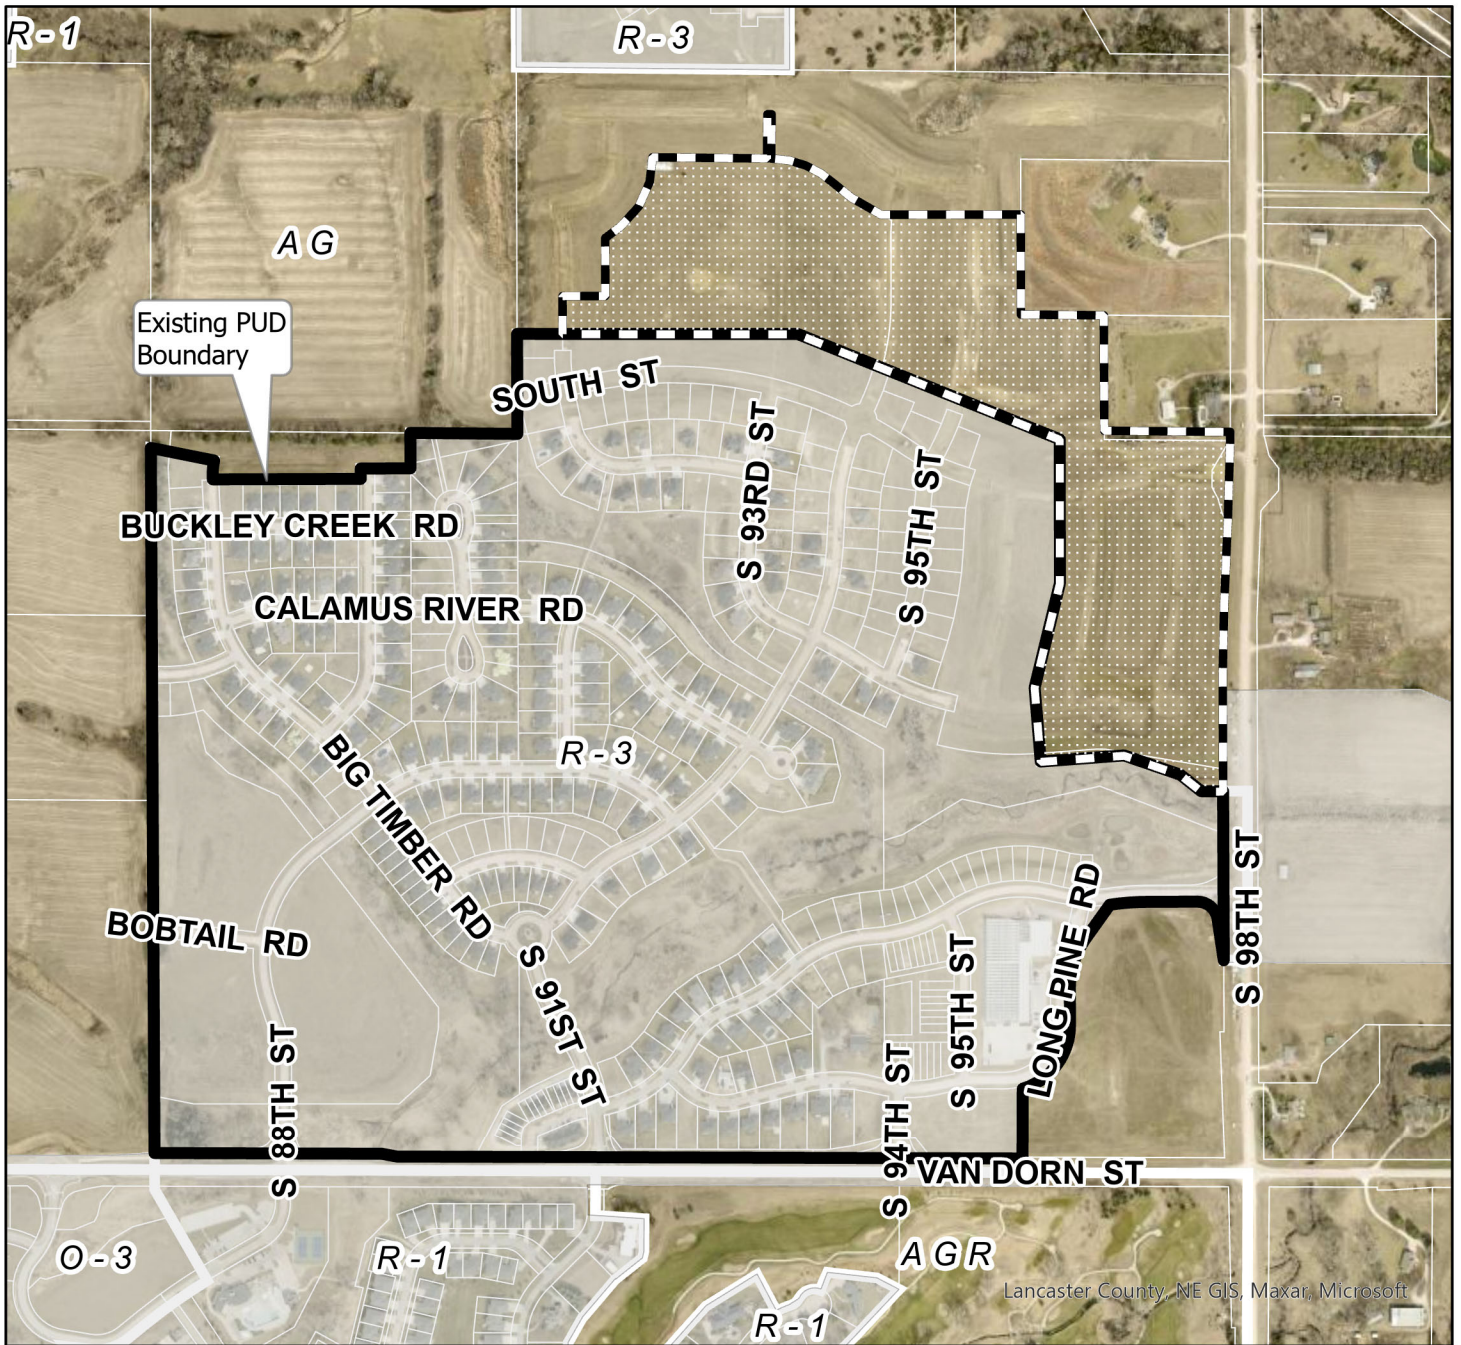 R - 1
R - 3
A G
Existing PUD
Boundary
SOUTH ST
S 93RD ST
S 95TH ST
BUCKLEY CREEK RD
CALAMUS RIVER RD
R - 3
BIG TIMBER RD
BOBTAIL RD
S 91ST ST
S 88TH ST
S 94TH ST
S 95TH ST
LONG PINE RD
S 98TH ST
VAN DORN ST
O - 3
R - 1
A G R
R - 1
Lancaster County, NE GIS, Maxar, Microsoft